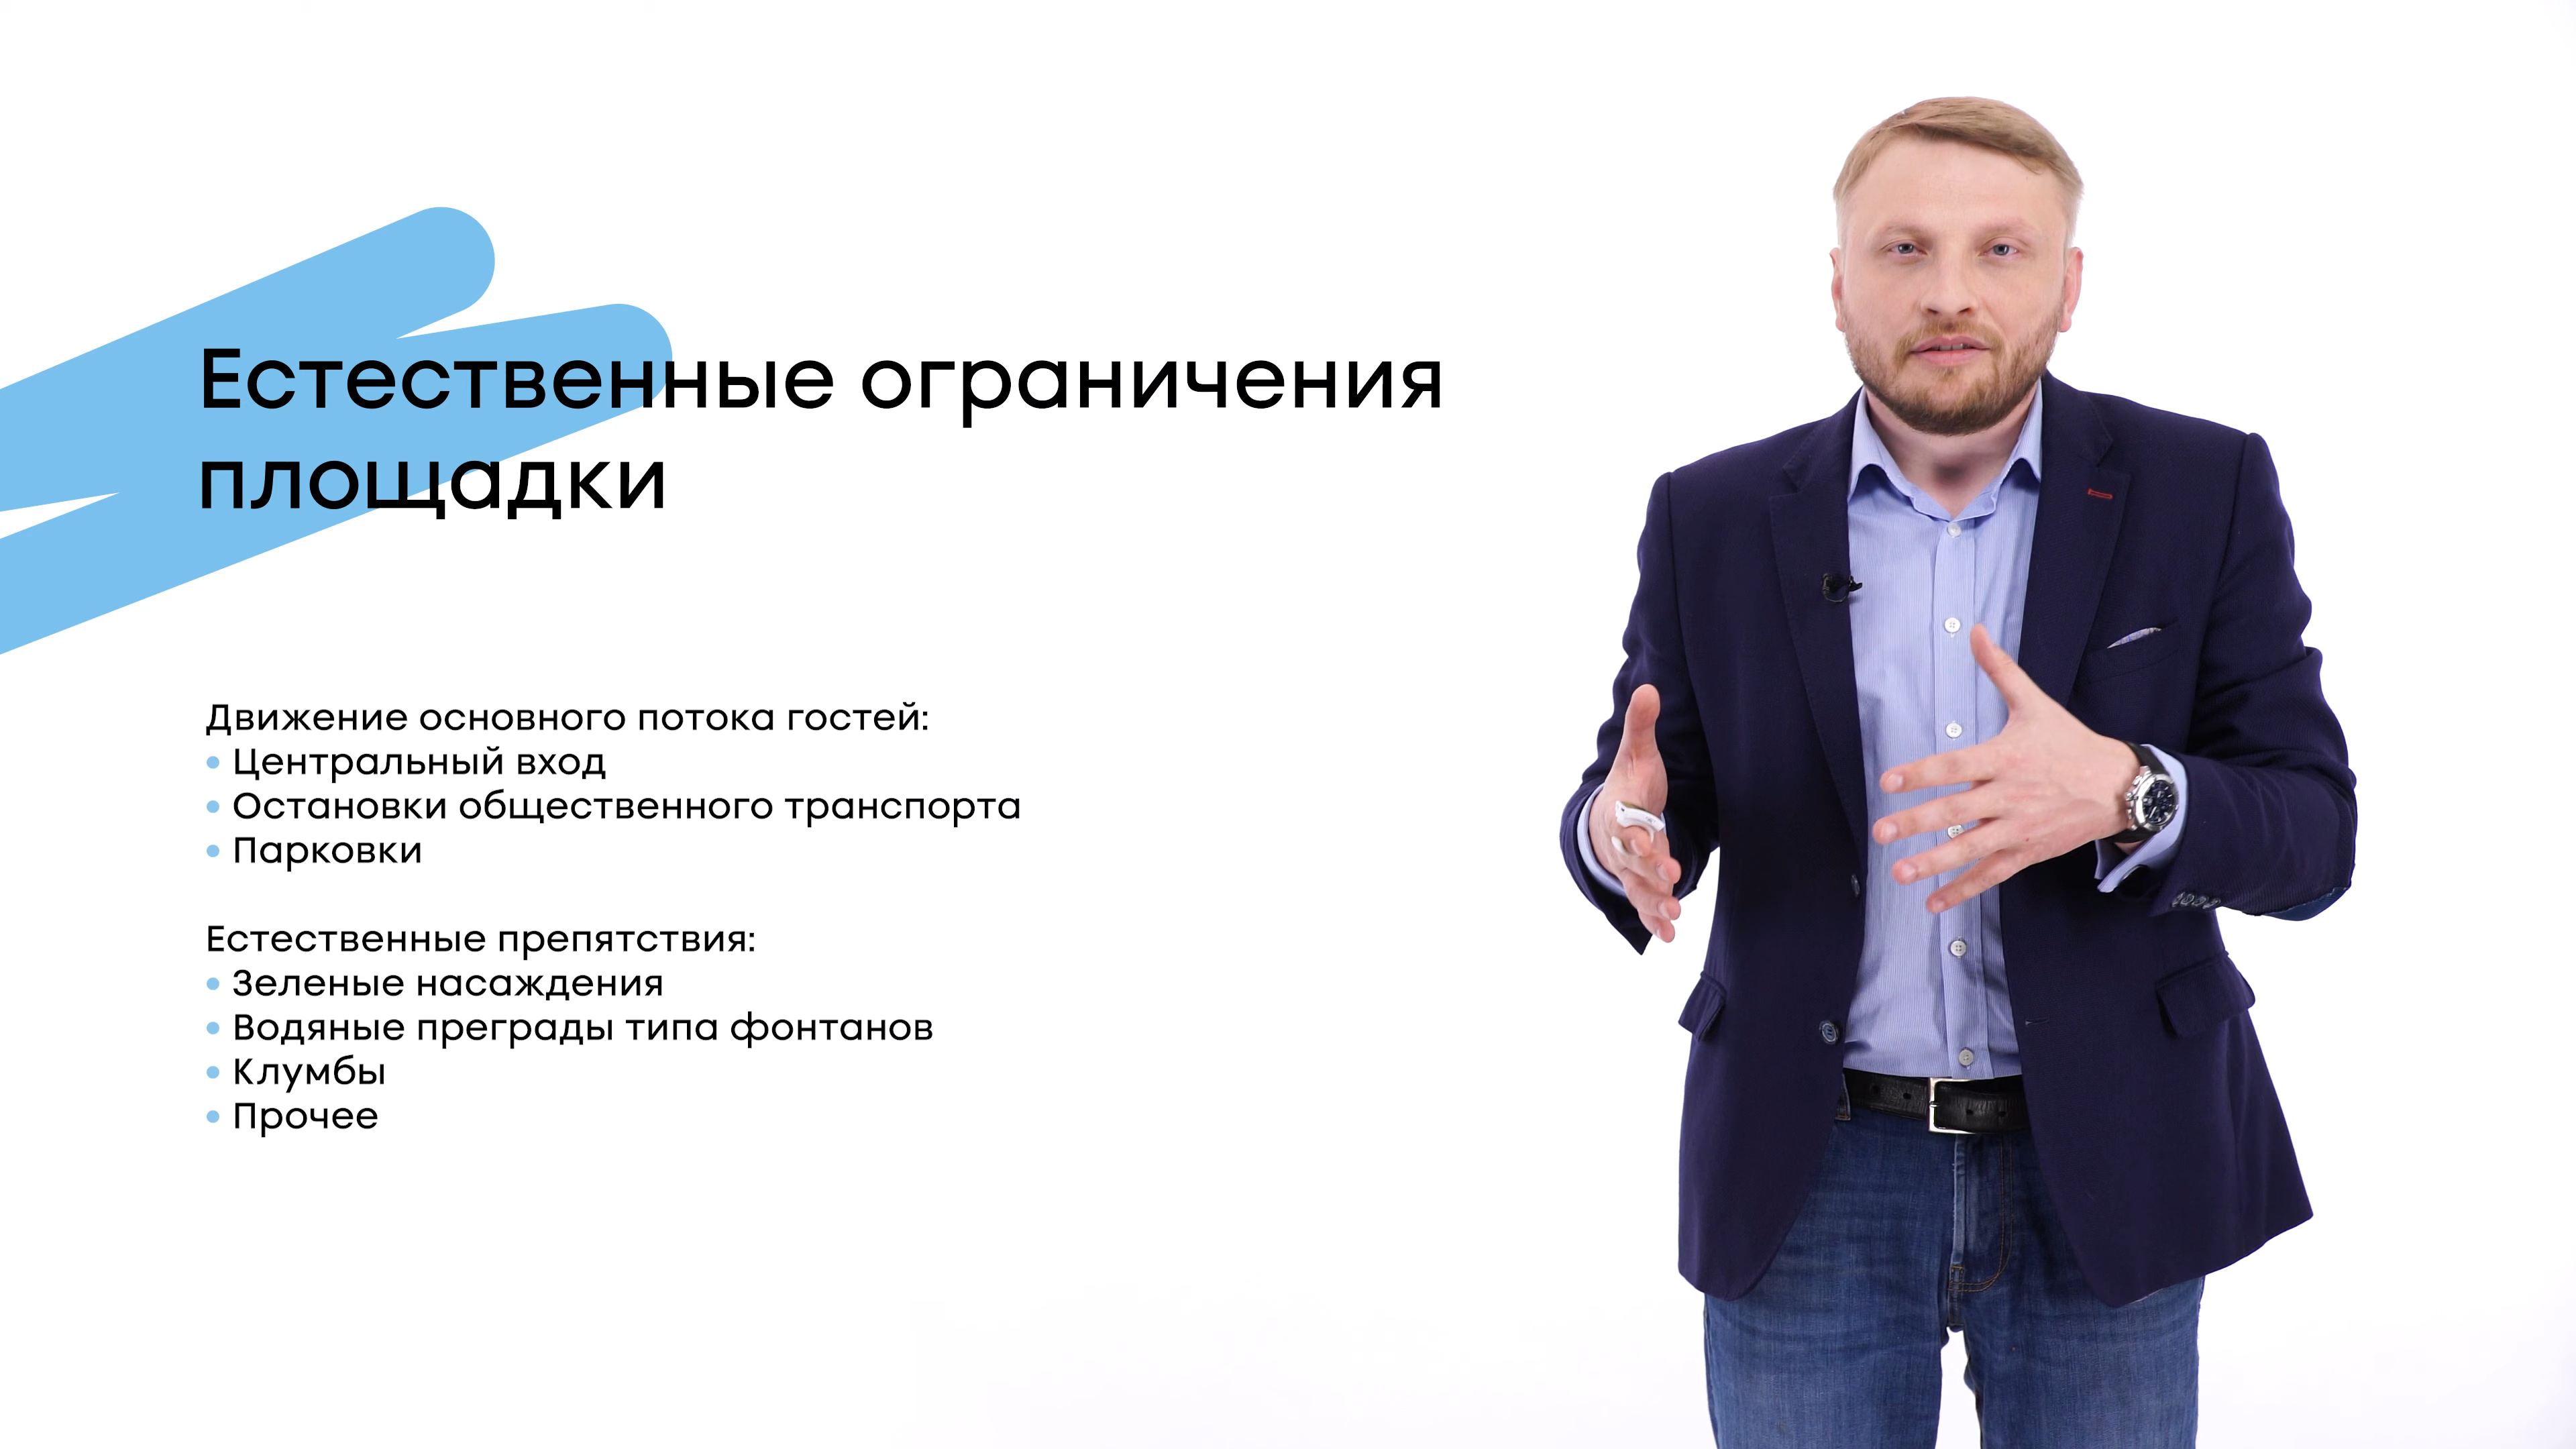 Естественные ограничения
площадки
Движение основного потока гостей:
• Центральный вход
• Остановки общественного транспорта
• Парковки
Естественные препятствия:
• Зеленые насаждения
• Водяные преграды типа фонтанов
• Клумбы
• Прочее